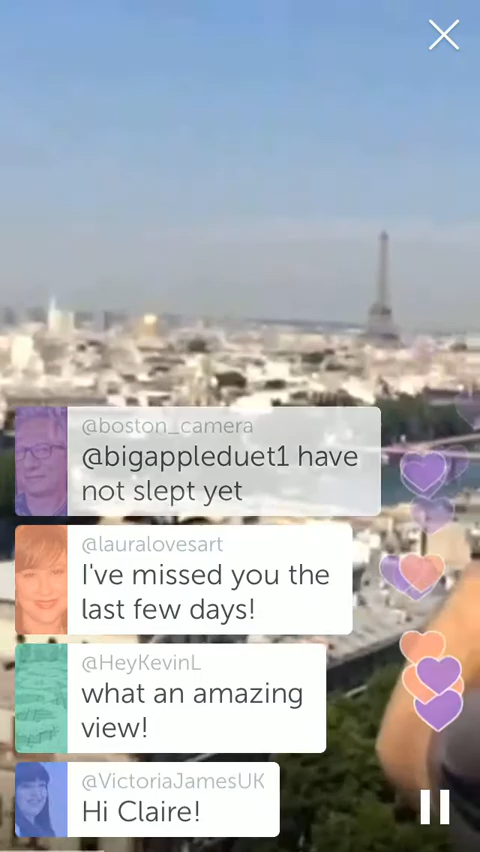 @boston_camera
@bigappleduet1 have
not slept yet
@lauralovesart
I've missed you the
last few days!
@HeyKevinL
what an amazing
view!
@VictoriaJamesUK
Hi Claire!